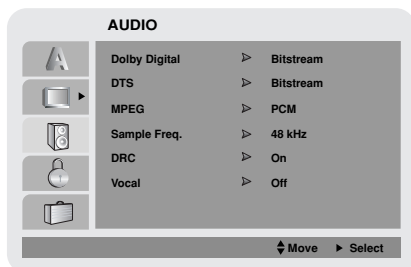 AUDIO
A
Dolby Digital Bitstream
DTS Bitstream
MPEG PCM
Sample Freq. 48 kHz
DRC On
Vocal Off
Move Select